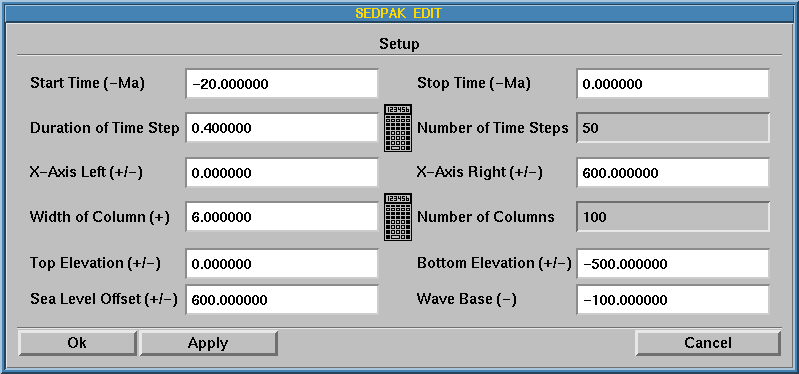 SEDPAK EDIT
Setup
Start Time (-Ma) -20.000000 Stop Time (-Ma) 0.000000
Duration of Time Step 0.400000 123456 Number of Time Steps 50
X-Axis Left (+/-) 0.000000 X-Axis Right (+/-) 600.000000
Width of Column (+) 6.000000 123456 Number of Columns 100
Top Elevation (+/-) 0.000000 Bottom Elevation (+/-) -500.000000
Sea Level Offset (+/-) 600.000000 Wave Base (-) -100.000000
Ok Apply Cancel